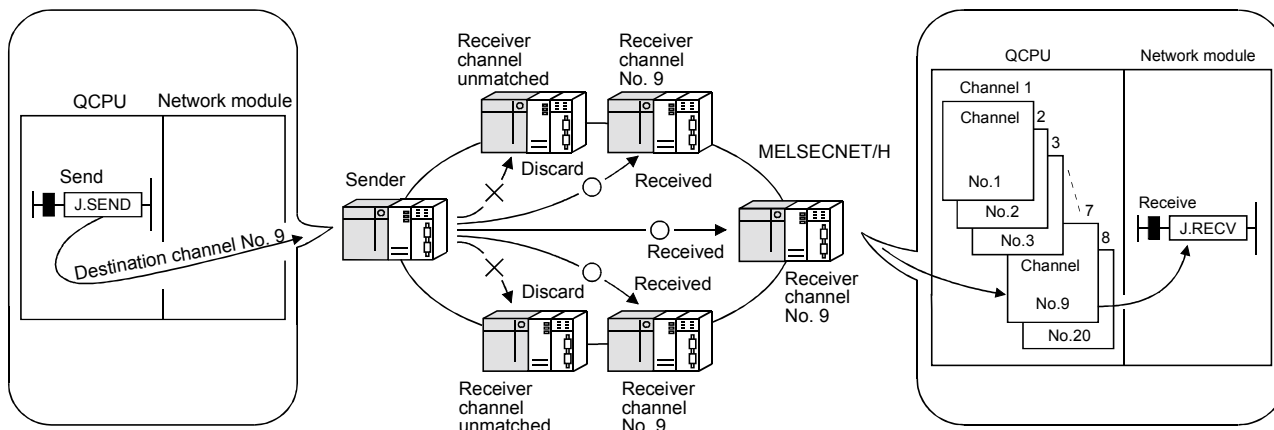 QCPU
Network module
Send
J.SEND
Destination channel No. 9
Sender
Receiver
channel
unmatched
Receiver
channel
No. 9
Discard
Received
MELSECNET/H
Received
Receiver
channel
No. 9
Discard
Received
Receiver
channel
unmatched
Receiver
channel
No. 9
QCPU
Network module
Channel 1
Channel
No.1
2
No.2
3
No.3
7
Channel
No.9
8
No.20
Receive
J.RECV